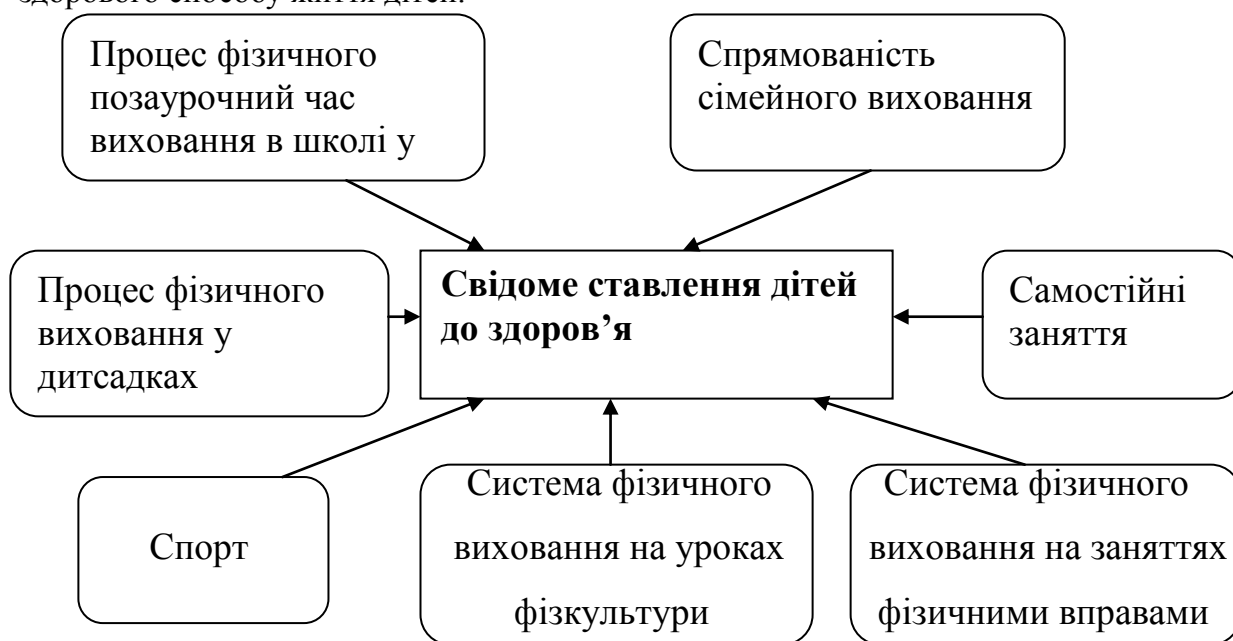 здорового способу життя дітей.
Процес фізичного
позаурочний час
виховання в школі у
Спрямованість
сімейного виховання
Процес фізичного
виховання у
дитсадках
Свідоме ставлення дітей
до здоров’я
Самостійні
заняття
Спорт
Система фізичного
виховання на уроках
фізкультури
Система фізичного
виховання на заняттях
фізичними вправами